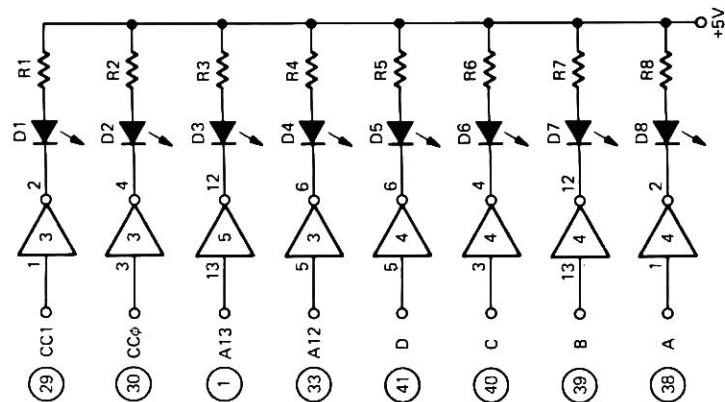 29 CC1 1 3 2 D1 R1
30 CCφ 3 3 4 D2 R2
1 A13 13 5 12 D3 R3
33 A12 5 3 6 D4 R4
41 D 5 4 6 D5 R5
40 C 3 4 4 D6 R6
39 B 13 4 12 D7 R7
38 A 1 4 2 D8 R8
+5V